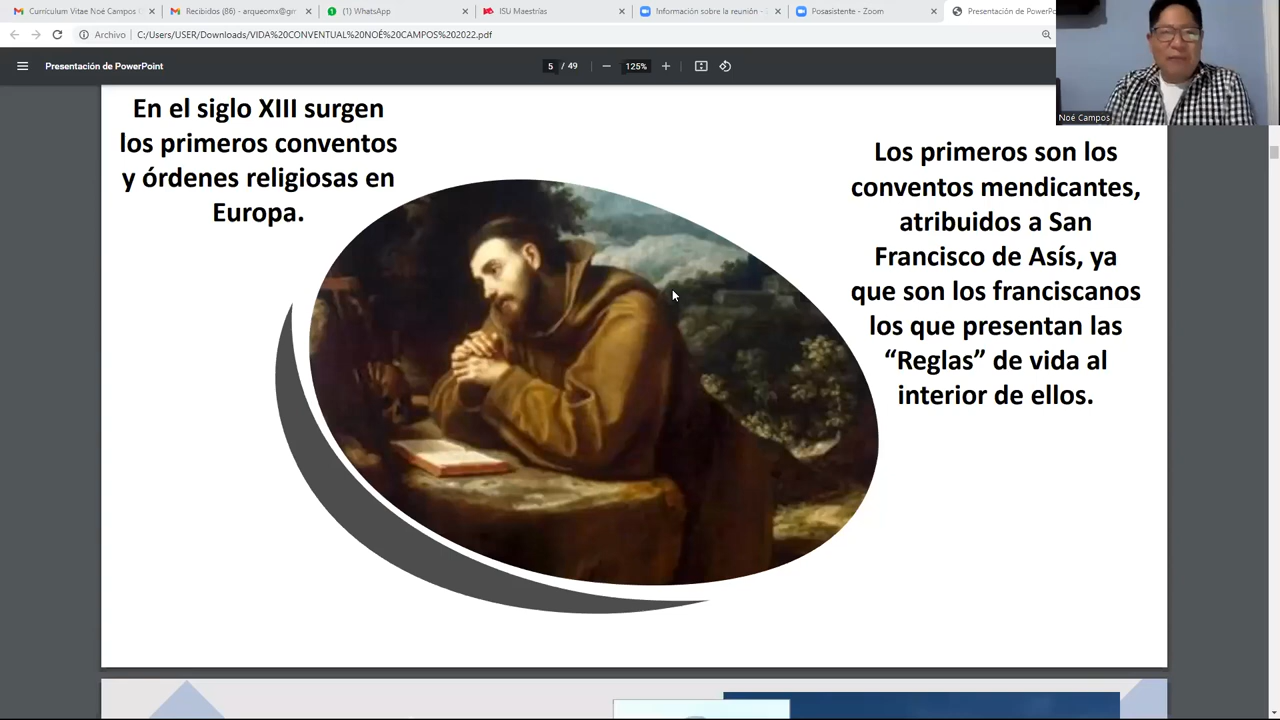 Currículum Vitae Noé Campos
Recibidos (86) - arqueomx@gm
(1) WhatsApp
ISU Maestrías
Información sobre la reunión - Z
Posasistente - Zoom
Presentación de PowerPo
Archivo
C:/Users/USER/Downloads/VIDA%20CONVENTUAL%20NOÉ%20CAMPOS%202022.pdf
Presentación de PowerPoint
5 / 49
125%
Noé Campos
En el siglo XIII surgen
los primeros conventos
y órdenes religiosas en
Europa.
Los primeros son los
conventos mendicantes,
atribuidos a San
Francisco de Asís, ya
que son los franciscanos
los que presentan las
“Reglas” de vida al
interior de ellos.